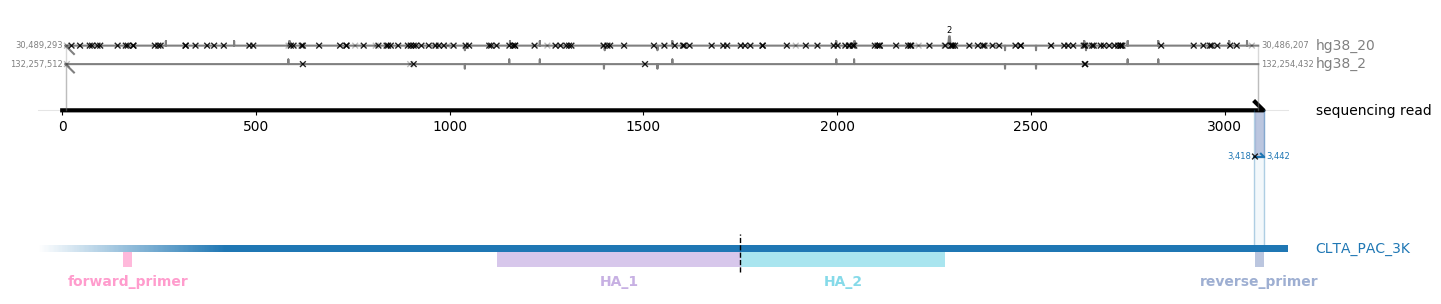 2
30,489,293 30,486,207 hg38_20
132,257,512 132,254,432 hg38_2
sequencing read
0 500 1000 1500 2000 2500 3000
3,418 3,442
CLTA_PAC_3K
forward_primer HA_1 HA_2 reverse_primer